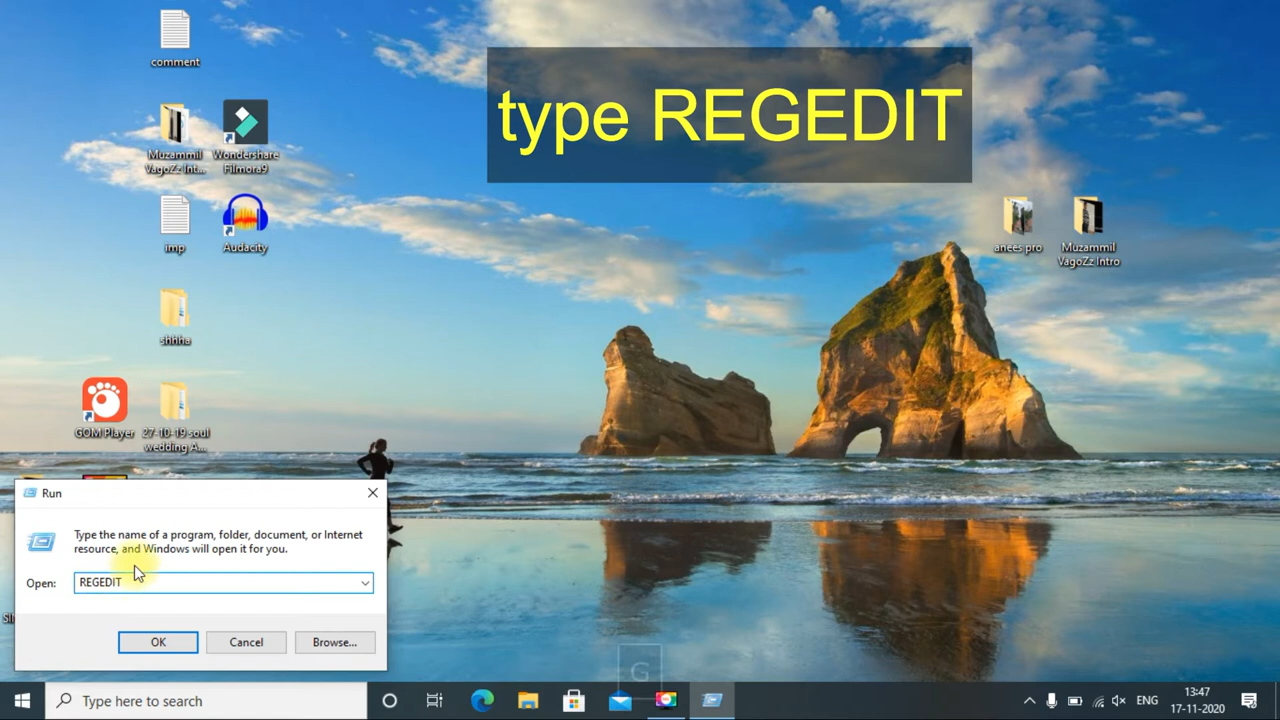 comment
type REGEDIT
Muzammil
VagoZz Int...
Wondershare
Filmora9
imp
Audacity
anees pro
Muzammil
VagoZz Intro
shhha
GOM Player
27-10-19 soul
wedding A...
Run
Type the name of a program, folder, document, or Internet
resource, and Windows will open it for you.
Open:
REGEDIT
OK
Cancel
Browse...
G
Type here to search
ENG
13:47
17-11-2020